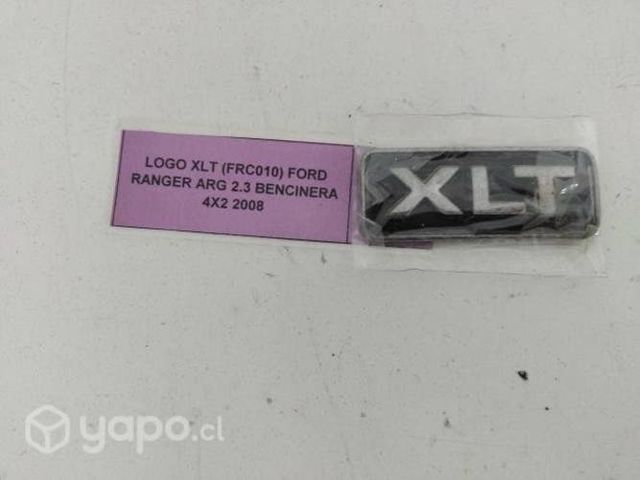 LOGO XLT (FRC010) FORD
RANGER ARG 2.3 BENCINERA
4X2 2008
XLT
yapo.cl